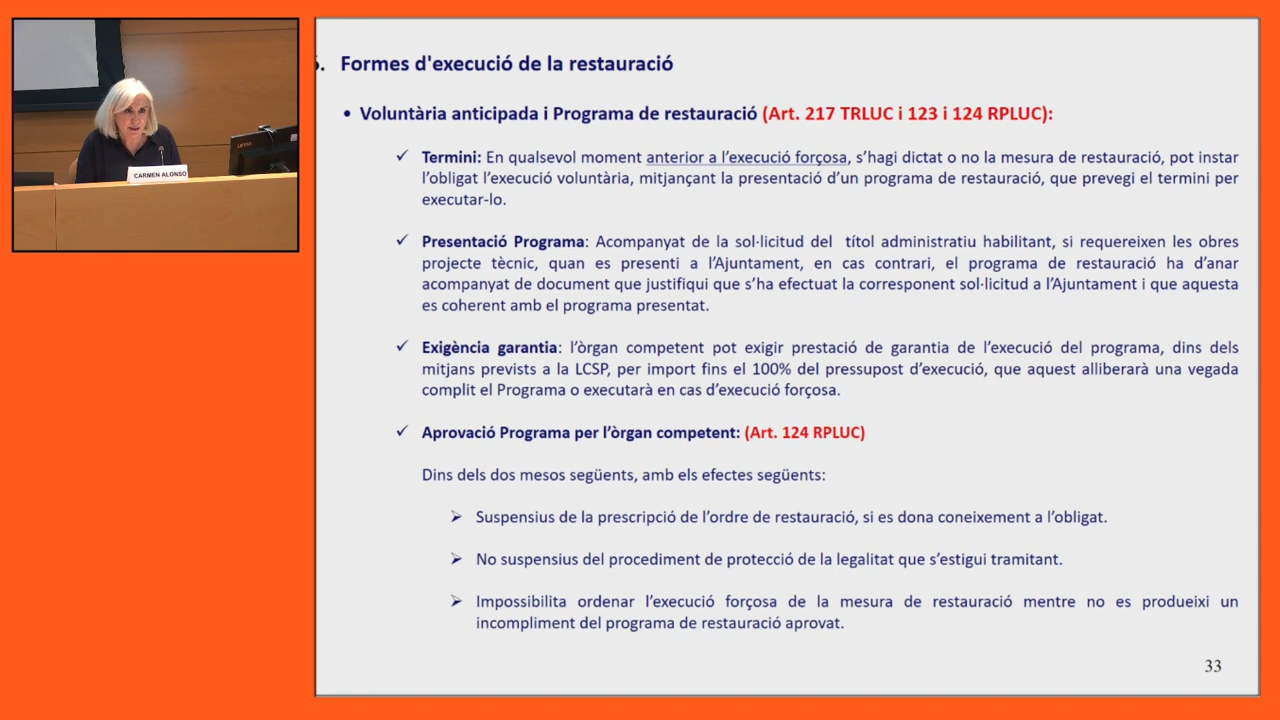 Lenovo
CARMEN ALONSO
6. Formes d'execució de la restauració
• Voluntària anticipada i Programa de restauració (Art. 217 TRLUC i 123 i 124 RPLUC):
✓ Termini: En qualsevol moment anterior a l'execució forçosa, s'hagi dictat o no la mesura de restauració, pot instar
l'obligat l'execució voluntària, mitjançant la presentació d'un programa de restauració, que prevegi el termini per
executar-lo.
✓ Presentació Programa: Acompanyat de la sol·licitud del títol administratiu habilitant, si requereixen les obres
projecte tècnic, quan es presenti a l'Ajuntament, en cas contrari, el programa de restauració ha d'anar
acompanyat de document que justifiqui que s'ha efectuat la corresponent sol·licitud a l'Ajuntament i que aquesta
es coherent amb el programa presentat.
✓ Exigència garantia: l'òrgan competent pot exigir prestació de garantia de l'execució del programa, dins dels
mitjans prevists a la LCSP, per import fins el 100% del pressupost d'execució, que aquest alliberarà una vegada
complit el Programa o executarà en cas d'execució forçosa.
✓ Aprovació Programa per l'òrgan competent: (Art. 124 RPLUC)
Dins dels dos mesos següents, amb els efectes següents:
➢ Suspensius de la prescripció de l'ordre de restauració, si es dona coneixement a l'obligat.
➢ No suspensius del procediment de protecció de la legalitat que s'estigui tramitant.
➢ Impossibilita ordenar l'execució forçosa de la mesura de restauració mentre no es produeixi un
incompliment del programa de restauració aprovat.
33